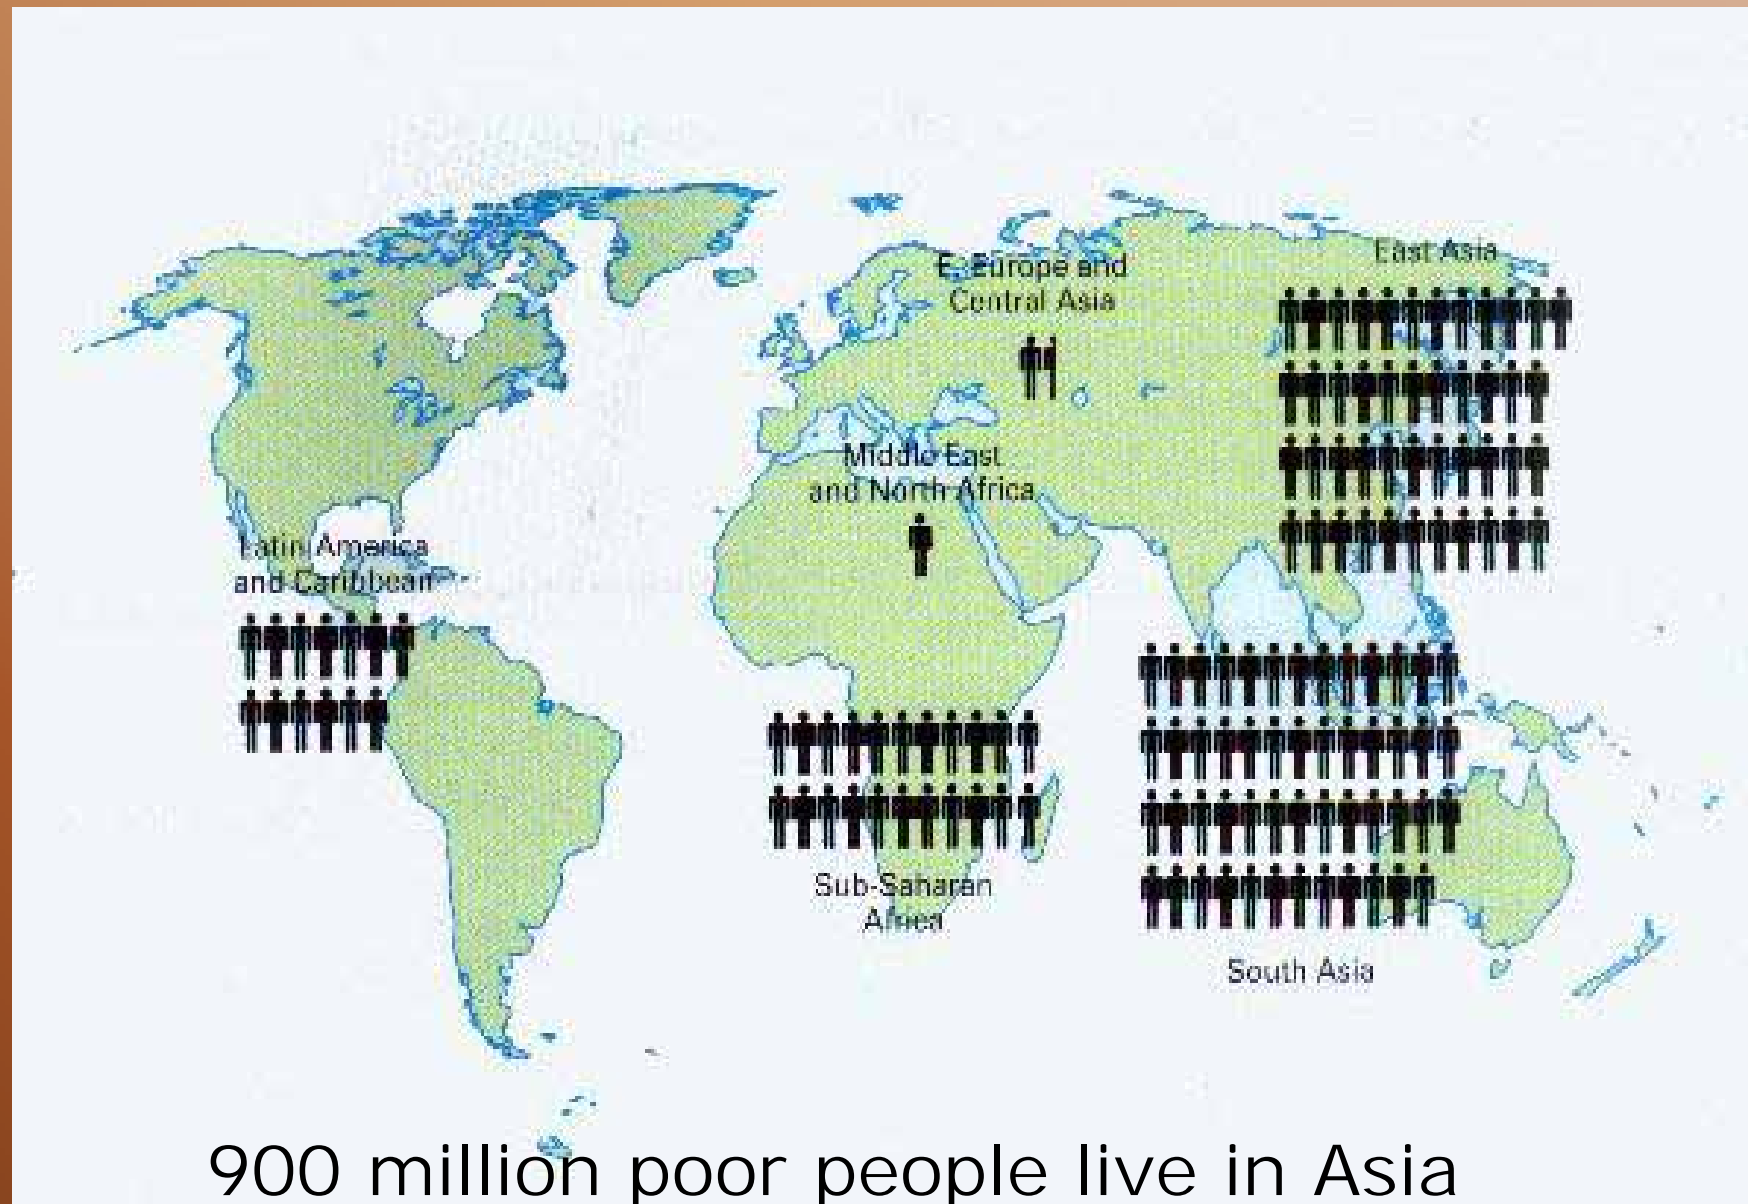 East Asia
E. Europe and
Central Asia
Middle East
and North Africa
Latin America
and Caribbean
Sub-Saharan
Africa
South Asia
900 million poor people live in Asia